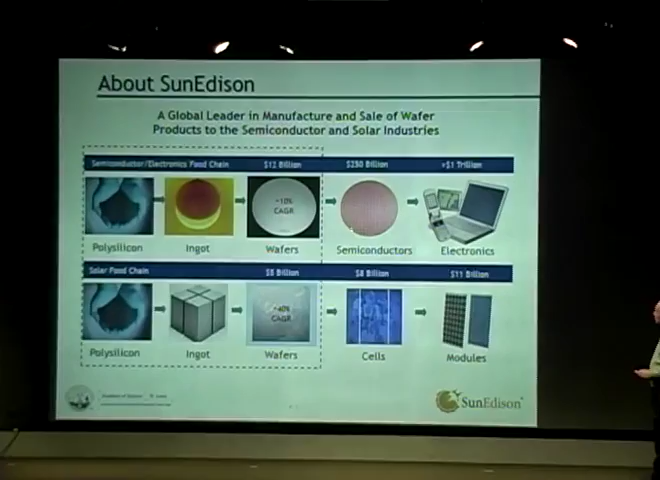 About SunEdison
A Global Leader in Manufacture and Sale of Wafer
Products to the Semiconductor and Solar Industries
Semiconductor/Electronics Food Chain $12 Billion $250 Billion >$1 Trillion
~10%
CAGR
Polysilicon Ingot Wafers Semiconductors Electronics
Solar Food Chain $5 Billion $8 Billion $11 Billion
~40%
CAGR
Polysilicon Ingot Wafers Cells Modules
SunEdison